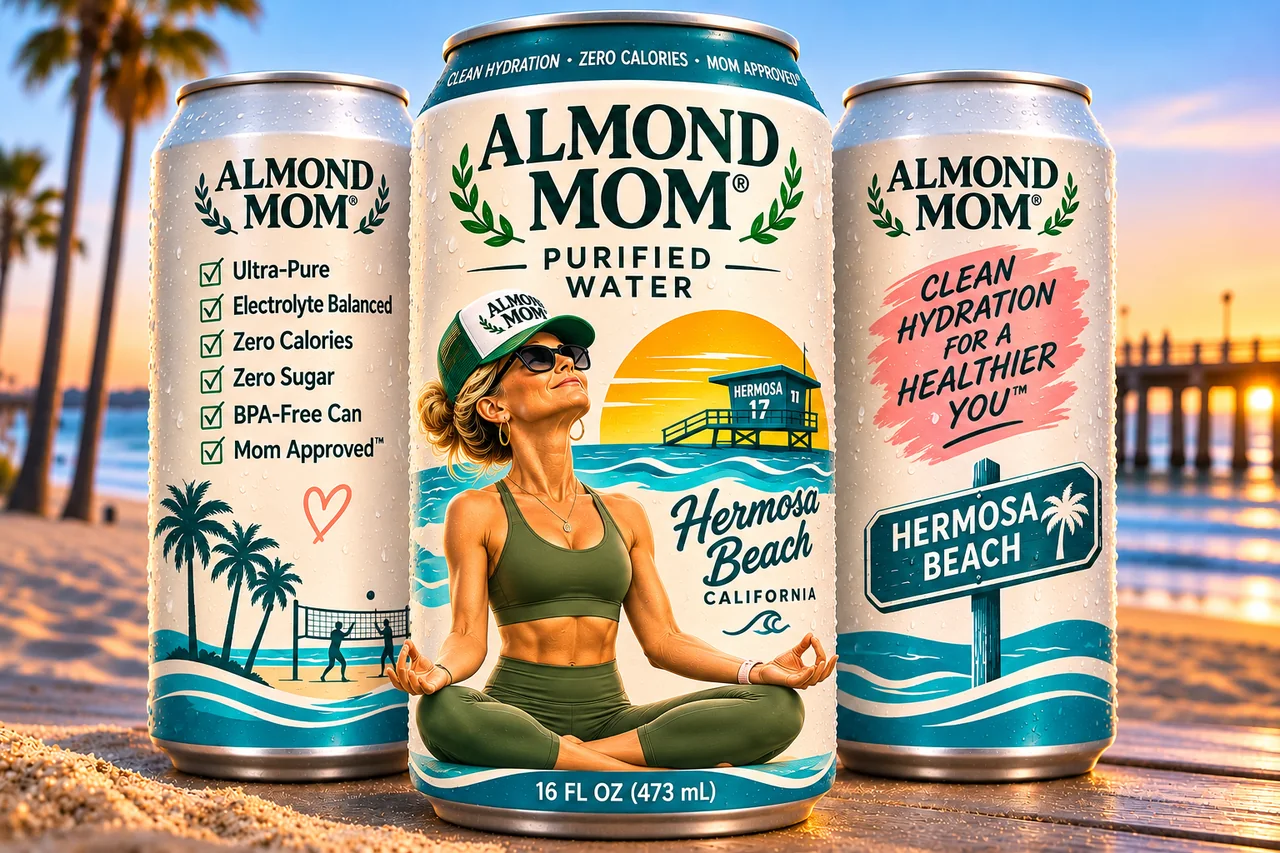 ALMOND
MOM®
☑ Ultra-Pure
☑ Electrolyte Balanced
☑ Zero Calories
☑ Zero Sugar
☑ BPA-Free Can
☑ Mom Approved™
CLEAN HYDRATION · ZERO CALORIES · MOM APPROVED®
ALMOND
MOM®
PURIFIED
WATER
ALMOND
MOM
HERMOSA
17
11
Hermosa
Beach
CALIFORNIA
16 FL OZ (473 mL)
ALMOND
MOM®
CLEAN
HYDRATION
FOR A
HEALTHIER
YOU™
HERMOSA
BEACH